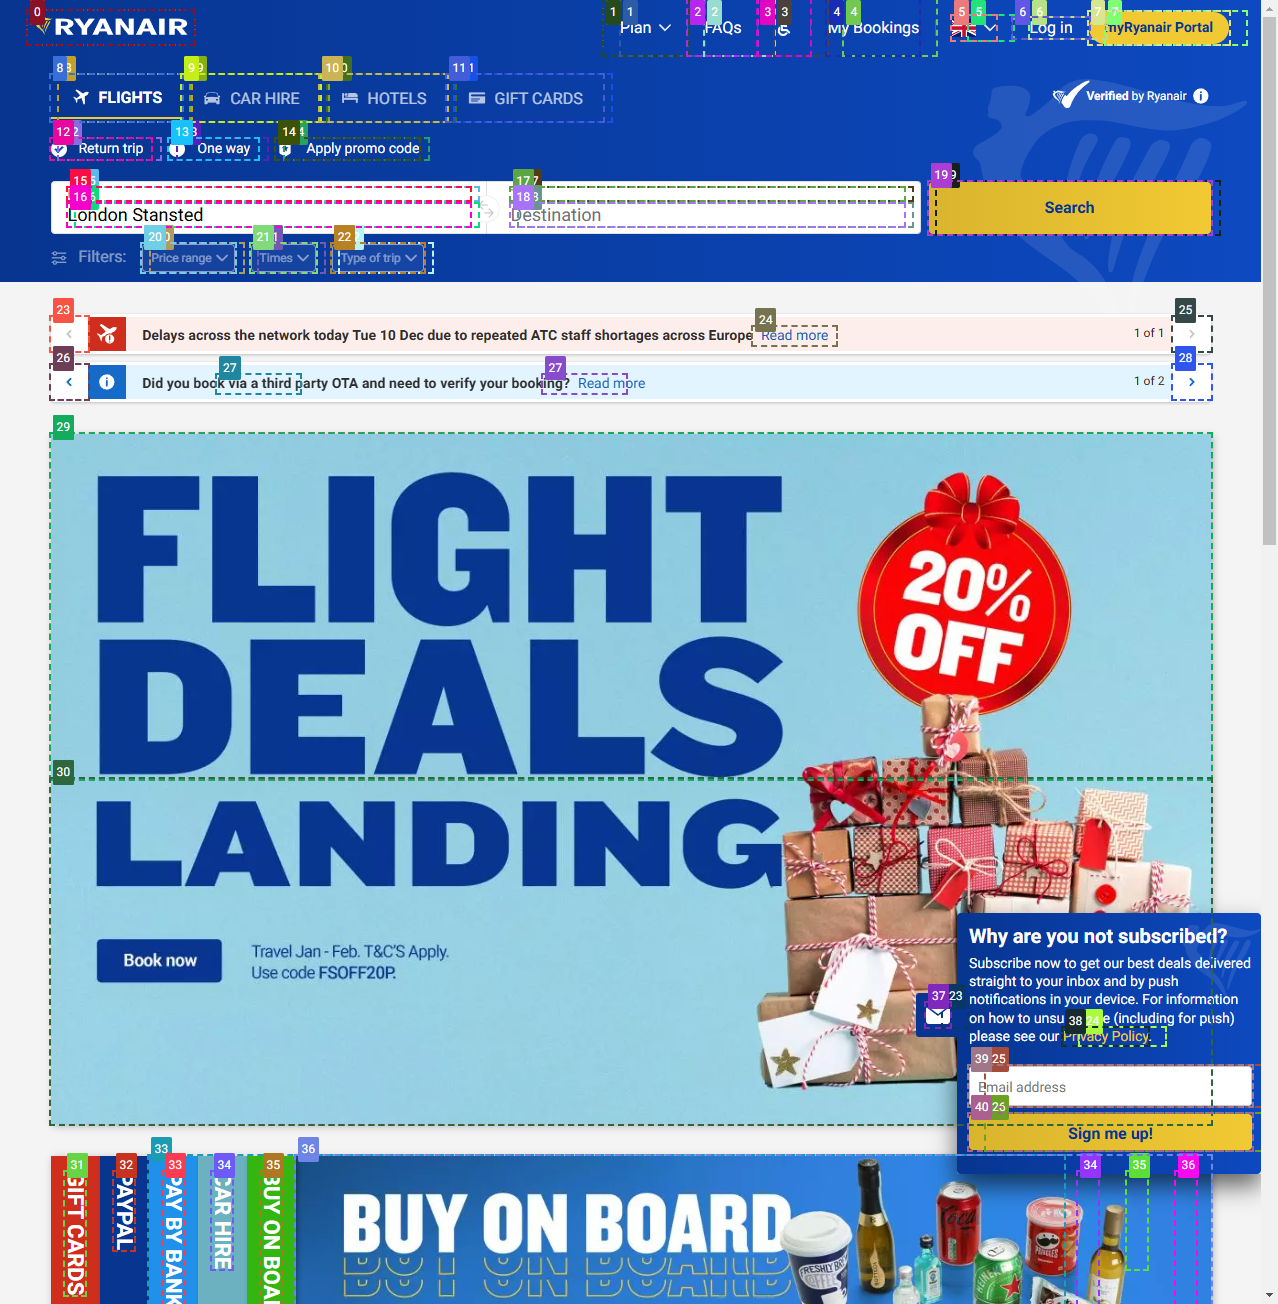 RYANAIR
Plan
FAQs
My Bookings
Log in
myRyanair Portal
FLIGHTS
CAR HIRE
HOTELS
GIFT CARDS
Verified by Ryanair
Return trip
One way
Apply promo code
London Stansted
Destination
Search
Filters:
Price range
Times
Type of trip
Delays across the network today Tue 10 Dec due to repeated ATC staff shortages across Europe Read more
1 of 1
Did you book via a third party OTA and need to verify your booking? Read more
1 of 2
FLIGHT
DEALS
LANDING
20%
OFF
Book now
Travel Jan - Feb. T&C'S Apply.
Use code FSOFF20P.
Why are you not subscribed?
Subscribe now to get our best deals delivered
straight to your inbox and by push
notifications in your device. For information
on how to unsu e (including for push)
please see our Privacy Policy.
Email address
Sign me up!
GIFT CARDS
PAYPAL
PAY BY BANK
CAR HIRE
BUY ON BOA
BUY ON BOARD
FRESHLY
COFFEE
PRINGLES